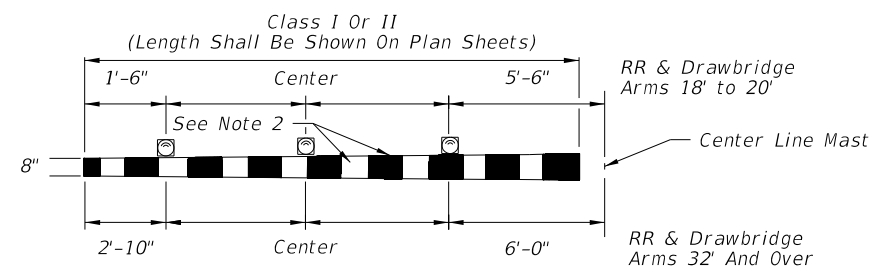 Class I Or II
(Length Shall Be Shown On Plan Sheets)
1'-6"
Center
5'-6"
RR & Drawbridge
Arms 18' to 20'
See Note 2
Center Line Mast
8"
2'-10"
Center
6'-0"
RR & Drawbridge
Arms 32' And Over